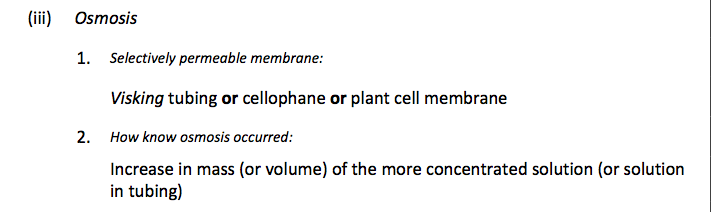 (iii) Osmosis
1. Selectively permeable membrane:
Visking tubing or cellophane or plant cell membrane
2. How know osmosis occurred:
Increase in mass (or volume) of the more concentrated solution (or solution
in tubing)